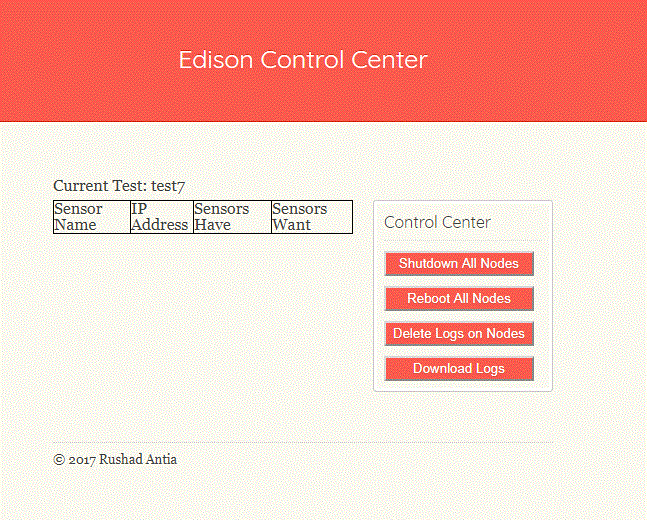 Edison Control Center
Current Test: test7
Sensor Name
IP Address
Sensors Have
Sensors Want
Control Center
Shutdown All Nodes
Reboot All Nodes
Delete Logs on Nodes
Download Logs
© 2017 Rushad Antia